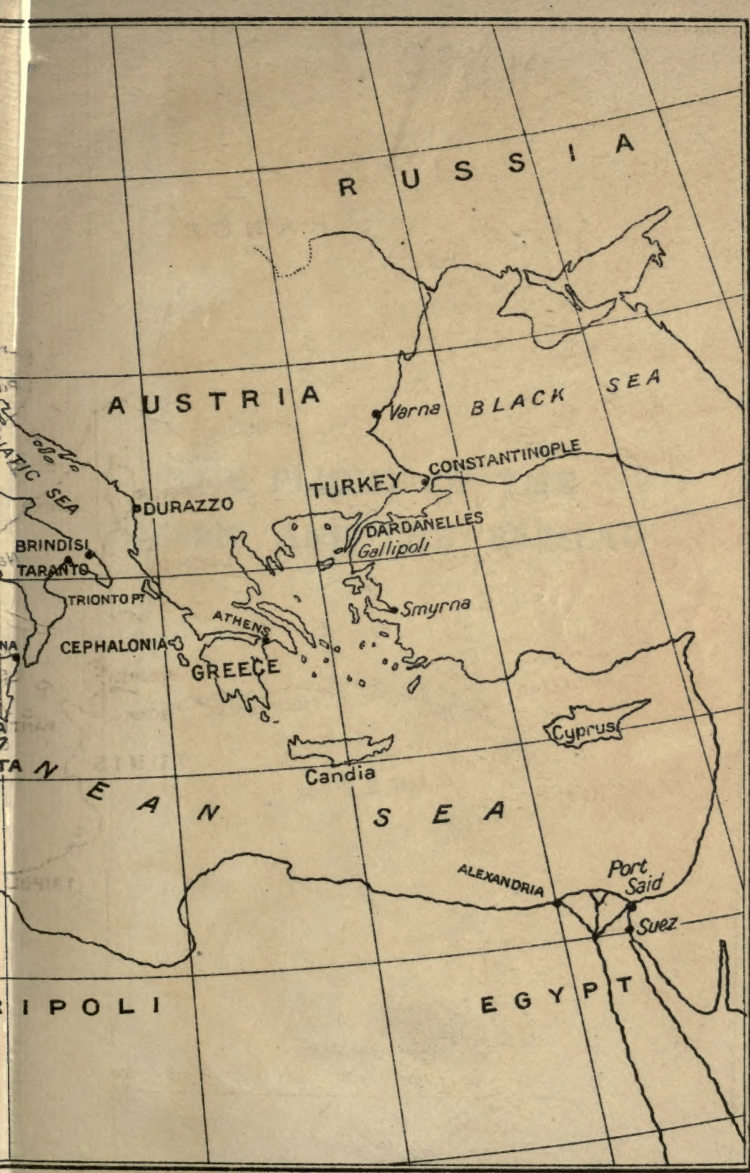 RUSSIA
AUSTRIA
Varna
BLACK SEA
CONSTANTINOPLE
TURKEY
DURAZZO
DARDANELLES
Gallipoli
BRINDISI
TARANTO
SEA
TRIONTO PT.
Smyrna
ATHENS
CEPHALONIA
GREECE
Cyprus
Candia
SEA
ALEXANDRIA
Port
Said
Suez
EGYPT